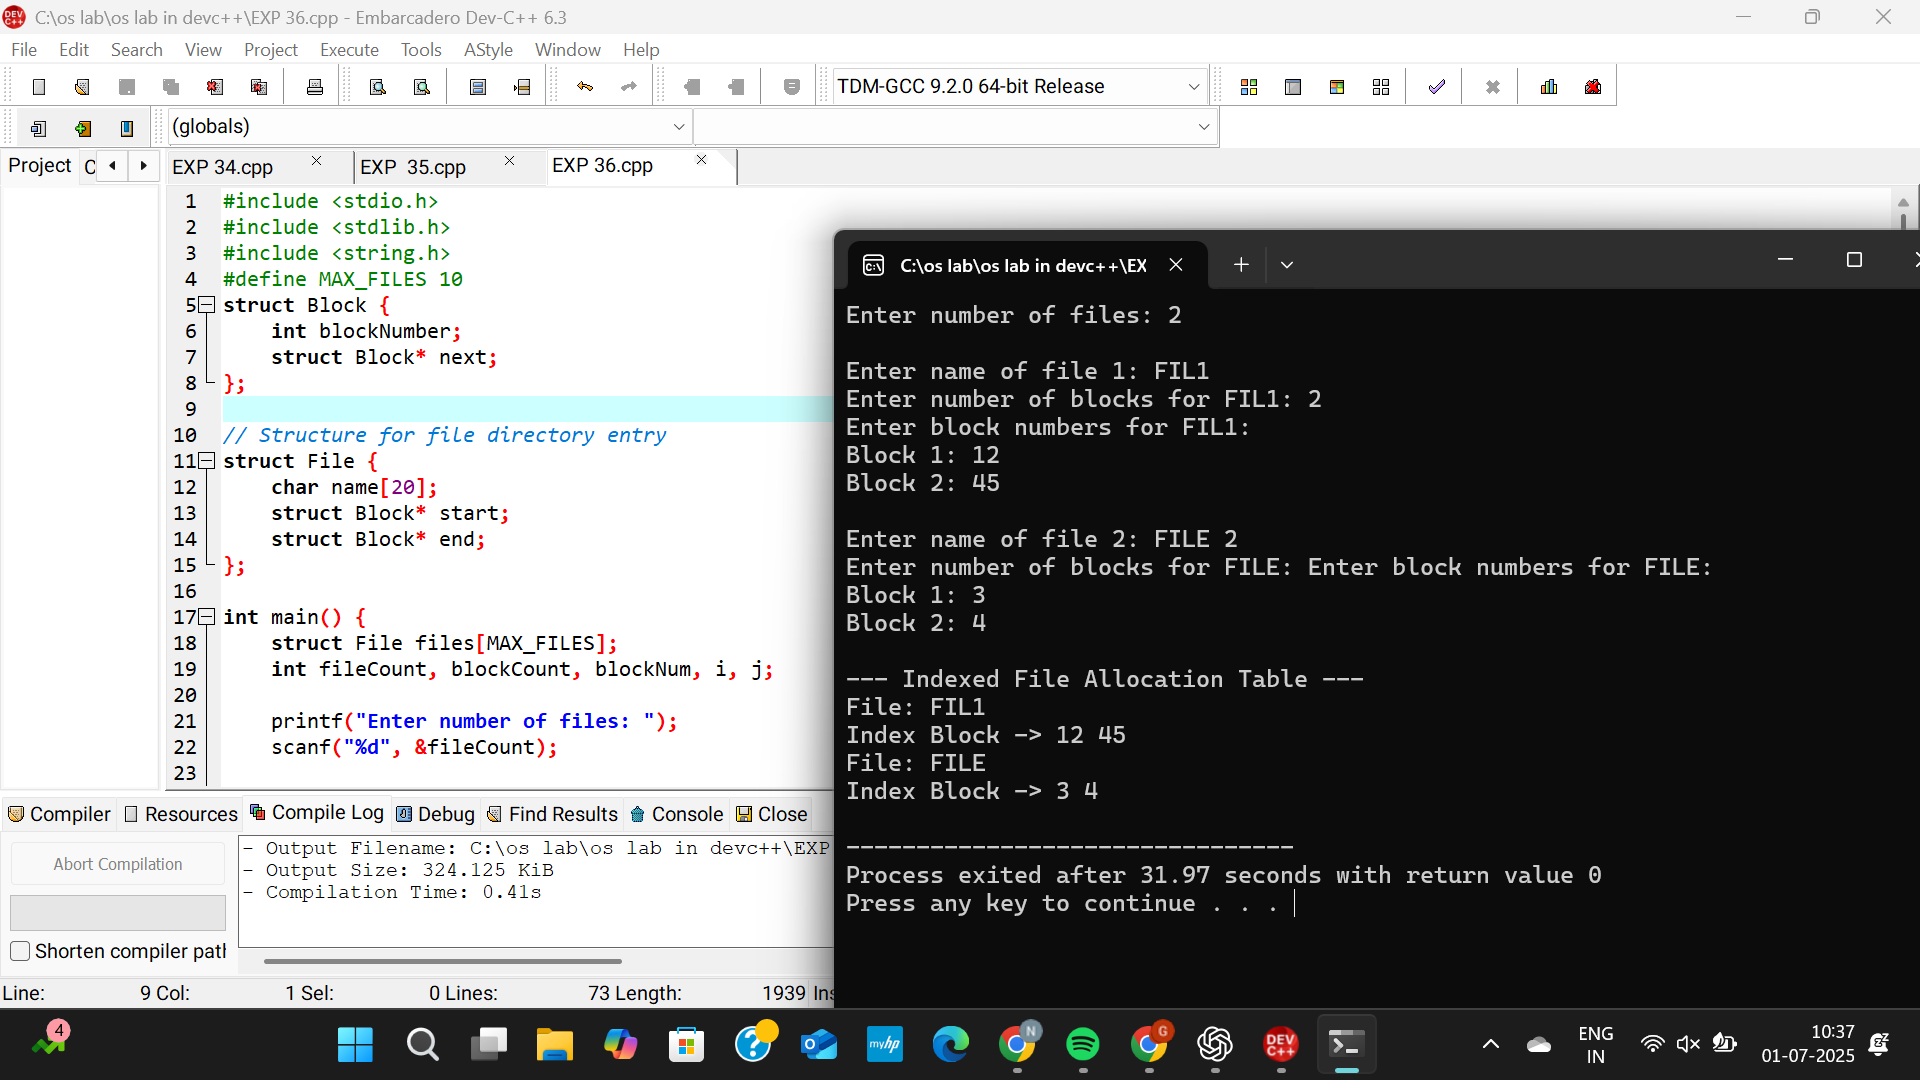 C:\os lab\os lab in devc++\EXP 36.cpp - Embarcadero Dev-C++ 6.3
File Edit Search View Project Execute Tools AStyle Window Help
TDM-GCC 9.2.0 64-bit Release
(globals)
Project C EXP 34.cpp EXP  35.cpp EXP 36.cpp
1 #include <stdio.h>
2 #include <stdlib.h>
3 #include <string.h>
4 #define MAX_FILES 10
5 struct Block {
6     int blockNumber;
7     struct Block* next;
8 };
9
10 // Structure for file directory entry
11 struct File {
12     char name[20];
13     struct Block* start;
14     struct Block* end;
15 };
16
17 int main() {
18     struct File files[MAX_FILES];
19     int fileCount, blockCount, blockNum, i, j;
20
21     printf("Enter number of files: ");
22     scanf("%d", &fileCount);
23
C:\os lab\os lab in devc++\EX
Enter number of files: 2
Enter name of file 1: FIL1
Enter number of blocks for FIL1: 2
Enter block numbers for FIL1:
Block 1: 12
Block 2: 45
Enter name of file 2: FILE 2
Enter number of blocks for FILE: Enter block numbers for FILE:
Block 1: 3
Block 2: 4
--- Indexed File Allocation Table ---
File: FIL1
Index Block -> 12 45
File: FILE
Index Block -> 3 4
--------------------------------
Process exited after 31.97 seconds with return value 0
Press any key to continue . . .
Compiler Resources Compile Log Debug Find Results Console Close
Abort Compilation
Shorten compiler path
- Output Filename: C:\os lab\os lab in devc++\EXP
- Output Size: 324.125 KiB
- Compilation Time: 0.41s
Line: 9 Col: 1 Sel: 0 Lines: 73 Length: 1939 Ins
4
myhp
N
G
DEV C++
ENG
IN
10:37
01-07-2025